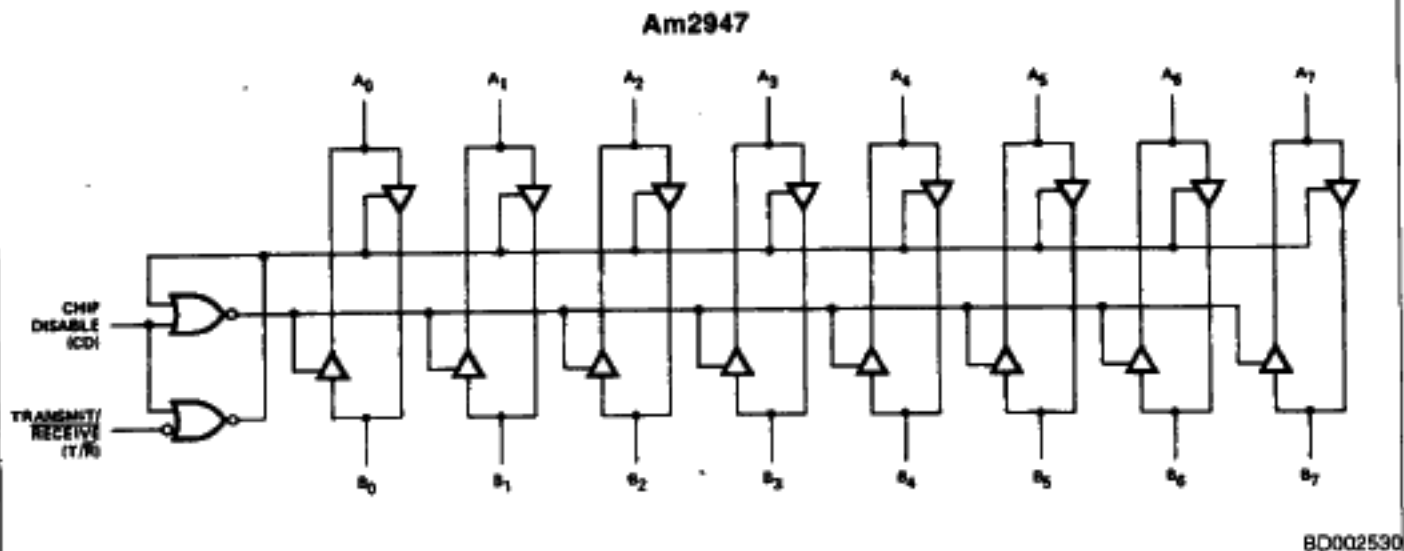 Am2947
A0 A1 A2 A3 A4 A5 A6 A7
CHIP
DISABLE
(CD)
TRANSMIT/
RECEIVE
(T/R̅)
B0 B1 B2 B3 B4 B5 B6 B7
BD002530